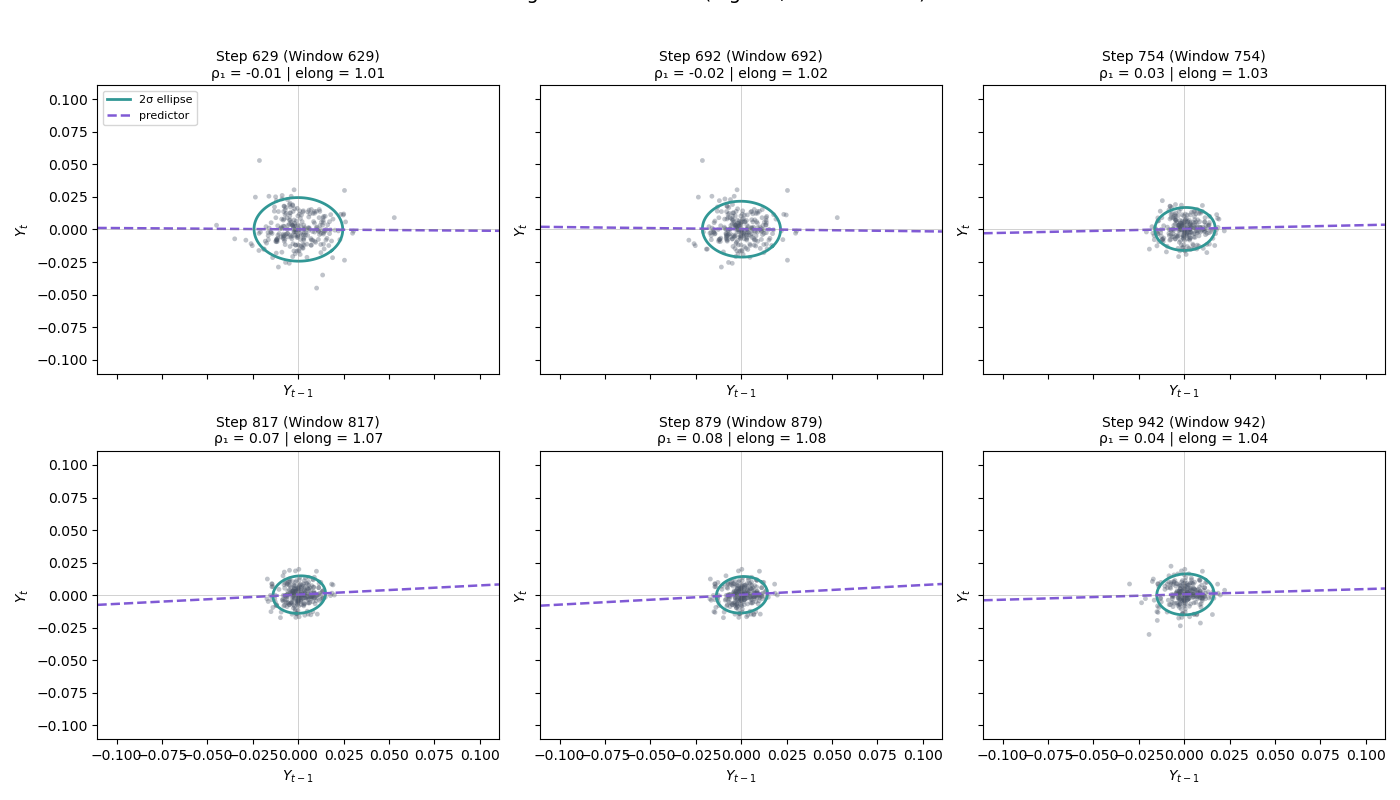 Step 629 (Window 629)
ρ₁ = -0.01 | elong = 1.01
2σ ellipse
predictor
0.100
0.075
0.050
0.025
0.000
−0.025
−0.050
−0.075
−0.100
Yₜ
Yₜ₋₁
Step 692 (Window 692)
ρ₁ = -0.02 | elong = 1.02
Yₜ
Yₜ₋₁
Step 754 (Window 754)
ρ₁ = 0.03 | elong = 1.03
Yₜ
Yₜ₋₁
Step 817 (Window 817)
ρ₁ = 0.07 | elong = 1.07
0.100
0.075
0.050
0.025
0.000
−0.025
−0.050
−0.075
−0.100
Yₜ
−0.100 −0.075 −0.050 −0.025 0.000 0.025 0.050 0.075 0.100
Yₜ₋₁
Step 879 (Window 879)
ρ₁ = 0.08 | elong = 1.08
Yₜ
−0.100 −0.075 −0.050 −0.025 0.000 0.025 0.050 0.075 0.100
Yₜ₋₁
Step 942 (Window 942)
ρ₁ = 0.04 | elong = 1.04
Yₜ
−0.100 −0.075 −0.050 −0.025 0.000 0.025 0.050 0.075 0.100
Yₜ₋₁